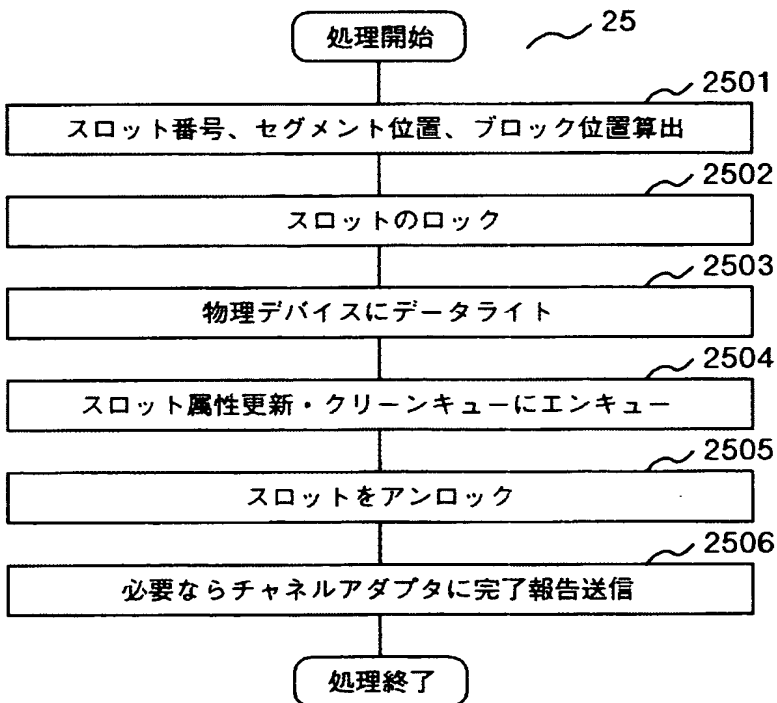 処理開始
25
2501
スロット番号、セグメント位置、ブロック位置算出
2502
スロットのロック
2503
物理デバイスにデータライト
2504
スロット属性更新・クリーンキューにエンキュー
2505
スロットをアンロック
2506
必要ならチャネルアダプタに完了報告送信
処理終了